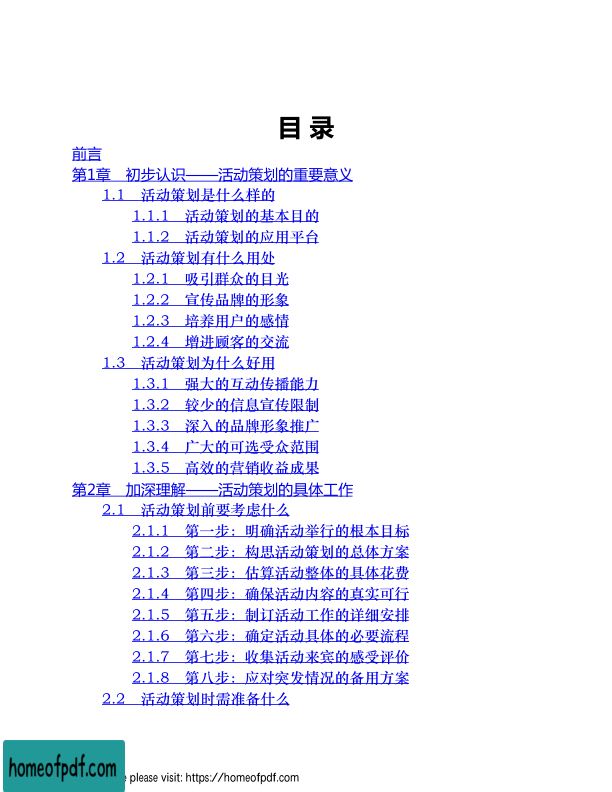 目 录
前言
第1章　初步认识——活动策划的重要意义
1.1　活动策划是什么样的
1.1.1　活动策划的基本目的
1.1.2　活动策划的应用平台
1.2　活动策划有什么用处
1.2.1　吸引群众的目光
1.2.2　宣传品牌的形象
1.2.3　培养用户的感情
1.2.4　增进顾客的交流
1.3　活动策划为什么好用
1.3.1　强大的互动传播能力
1.3.2　较少的信息宣传限制
1.3.3　深入的品牌形象推广
1.3.4　广大的可选受众范围
1.3.5　高效的营销收益成果
第2章　加深理解——活动策划的具体工作
2.1　活动策划前要考虑什么
2.1.1　第一步：明确活动举行的根本目标
2.1.2　第二步：构思活动策划的总体方案
2.1.3　第三步：估算活动整体的具体花费
2.1.4　第四步：确保活动内容的真实可行
2.1.5　第五步：制订活动工作的详细安排
2.1.6　第六步：确定活动具体的必要流程
2.1.7　第七步：收集活动来宾的感受评价
2.1.8　第八步：应对突发情况的备用方案
2.2　活动策划时需准备什么
homeofpdf.com
please visit: https://homeofpdf.com